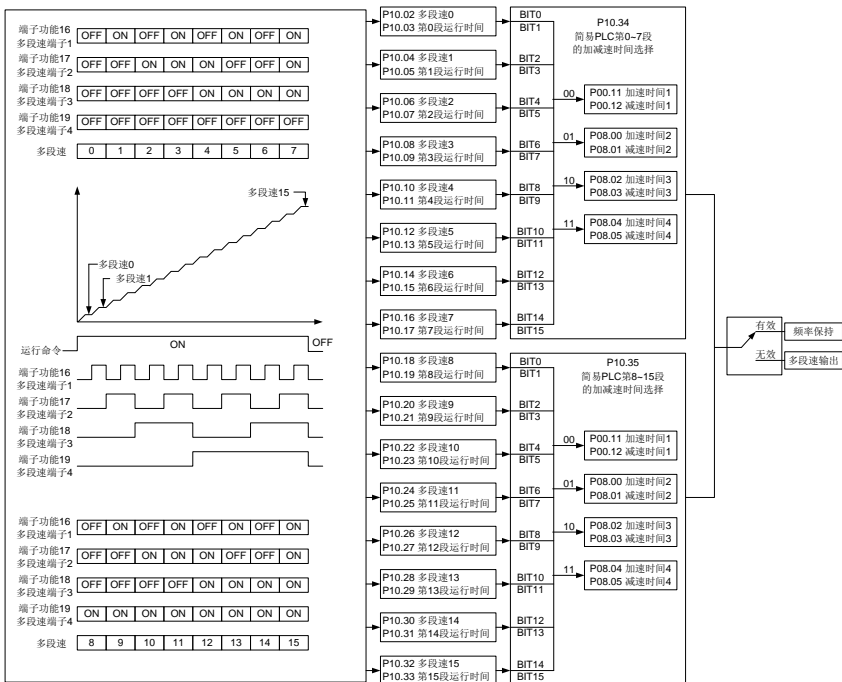 端子功能16
多段速端子1
OFF ON OFF ON OFF ON OFF ON
端子功能17
多段速端子2
OFF OFF ON ON OFF OFF ON ON
端子功能18
多段速端子3
OFF OFF OFF OFF ON ON ON ON
端子功能19
多段速端子4
OFF OFF OFF OFF OFF OFF OFF OFF
多段速 0 1 2 3 4 5 6 7
多段速15
多段速0
多段速1
运行命令
ON
OFF
端子功能16
多段速端子1
端子功能17
多段速端子2
端子功能18
多段速端子3
端子功能19
多段速端子4
端子功能16
多段速端子1
OFF ON OFF ON OFF ON OFF ON
端子功能17
多段速端子2
OFF OFF ON ON OFF OFF ON ON
端子功能18
多段速端子3
OFF OFF OFF OFF ON ON ON ON
端子功能19
多段速端子4
ON ON ON ON ON ON ON ON
多段速 8 9 10 11 12 13 14 15
P10.02 多段速0
P10.03 第0段运行时间
P10.04 多段速1
P10.05 第1段运行时间
P10.06 多段速2
P10.07 第2段运行时间
P10.08 多段速3
P10.09 第3段运行时间
P10.10 多段速4
P10.11 第4段运行时间
P10.12 多段速5
P10.13 第5段运行时间
P10.14 多段速6
P10.15 第6段运行时间
P10.16 多段速7
P10.17 第7段运行时间
P10.18 多段速8
P10.19 第8段运行时间
P10.20 多段速9
P10.21 第9段运行时间
P10.22 多段速10
P10.23 第10段运行时间
P10.24 多段速11
P10.25 第11段运行时间
P10.26 多段速12
P10.27 第12段运行时间
P10.28 多段速13
P10.29 第13段运行时间
P10.30 多段速14
P10.31 第14段运行时间
P10.32 多段速15
P10.33 第15段运行时间
BIT0
BIT1
BIT2
BIT3
BIT4
BIT5
BIT6
BIT7
BIT8
BIT9
BIT10
BIT11
BIT12
BIT13
BIT14
BIT15
P10.34
简易PLC第0~7段
的加减速时间选择
00
P00.11 加速时间1
P00.12 减速时间1
01
P08.00 加速时间2
P08.01 减速时间2
10
P08.02 加速时间3
P08.03 减速时间3
11
P08.04 加速时间4
P08.05 减速时间4
BIT0
BIT1
BIT2
BIT3
BIT4
BIT5
BIT6
BIT7
BIT8
BIT9
BIT10
BIT11
BIT12
BIT13
BIT14
BIT15
P10.35
简易PLC第8~15段
的加减速时间选择
00
P00.11 加速时间1
P00.12 减速时间1
01
P08.00 加速时间2
P08.01 减速时间2
10
P08.02 加速时间3
P08.03 减速时间3
11
P08.04 加速时间4
P08.05 减速时间4
有效
频率保持
无效
多段速输出